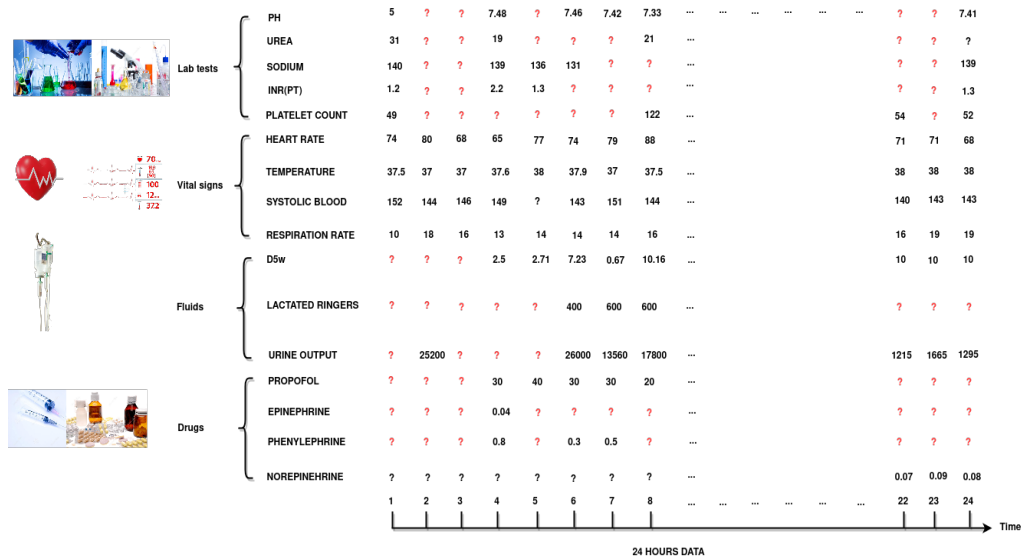 PH 5 ? ? 7.48 ? 7.46 7.42 7.33 ... ... ... ... ... ... ? ? 7.41
UREA 31 ? ? 19 ? ? ? 21 ... ? ? ?
Lab tests SODIUM 140 ? ? 139 136 131 ? ? ... ? ? 139
INR(PT) 1.2 ? ? 2.2 1.3 ? ? ? ... ? ? 1.3
PLATELET COUNT 49 ? ? ? ? ? ? 122 ... 54 ? 52
HEART RATE 74 80 68 65 77 74 79 88 ... 71 71 68
TEMPERATURE 37.5 37 37 37.6 38 37.9 37 37.5 ... 38 38 38
Vital signs
SYSTOLIC BLOOD 152 144 146 149 ? 143 151 144 ... 140 143 143
RESPIRATION RATE 10 18 16 13 14 14 14 16 ... 16 19 19
70...
100
12...
37.2
D5w ? ? ? 2.5 2.71 7.23 0.67 10.16 ... 10 10 10
Fluids LACTATED RINGERS ? ? ? ? ? 400 600 600 ... ? ? ?
URINE OUTPUT ? 25200 ? ? ? 26000 13560 17800 ... 1215 1665 1295
PROPOFOL ? ? ? 30 40 30 30 20 ... ? ? ?
EPINEPHRINE ? ? ? 0.04 ? ? ? ? ... ? ? ?
Drugs
PHENYLEPHRINE ? ? ? 0.8 ? 0.3 0.5 ? ... ? ? ?
NOREPINEHRINE ? ? ? ? ? ? ? ? ... 0.07 0.09 0.08
1 2 3 4 5 6 7 8 ... ... ... ... ... ... 22 23 24
Time
24 HOURS DATA